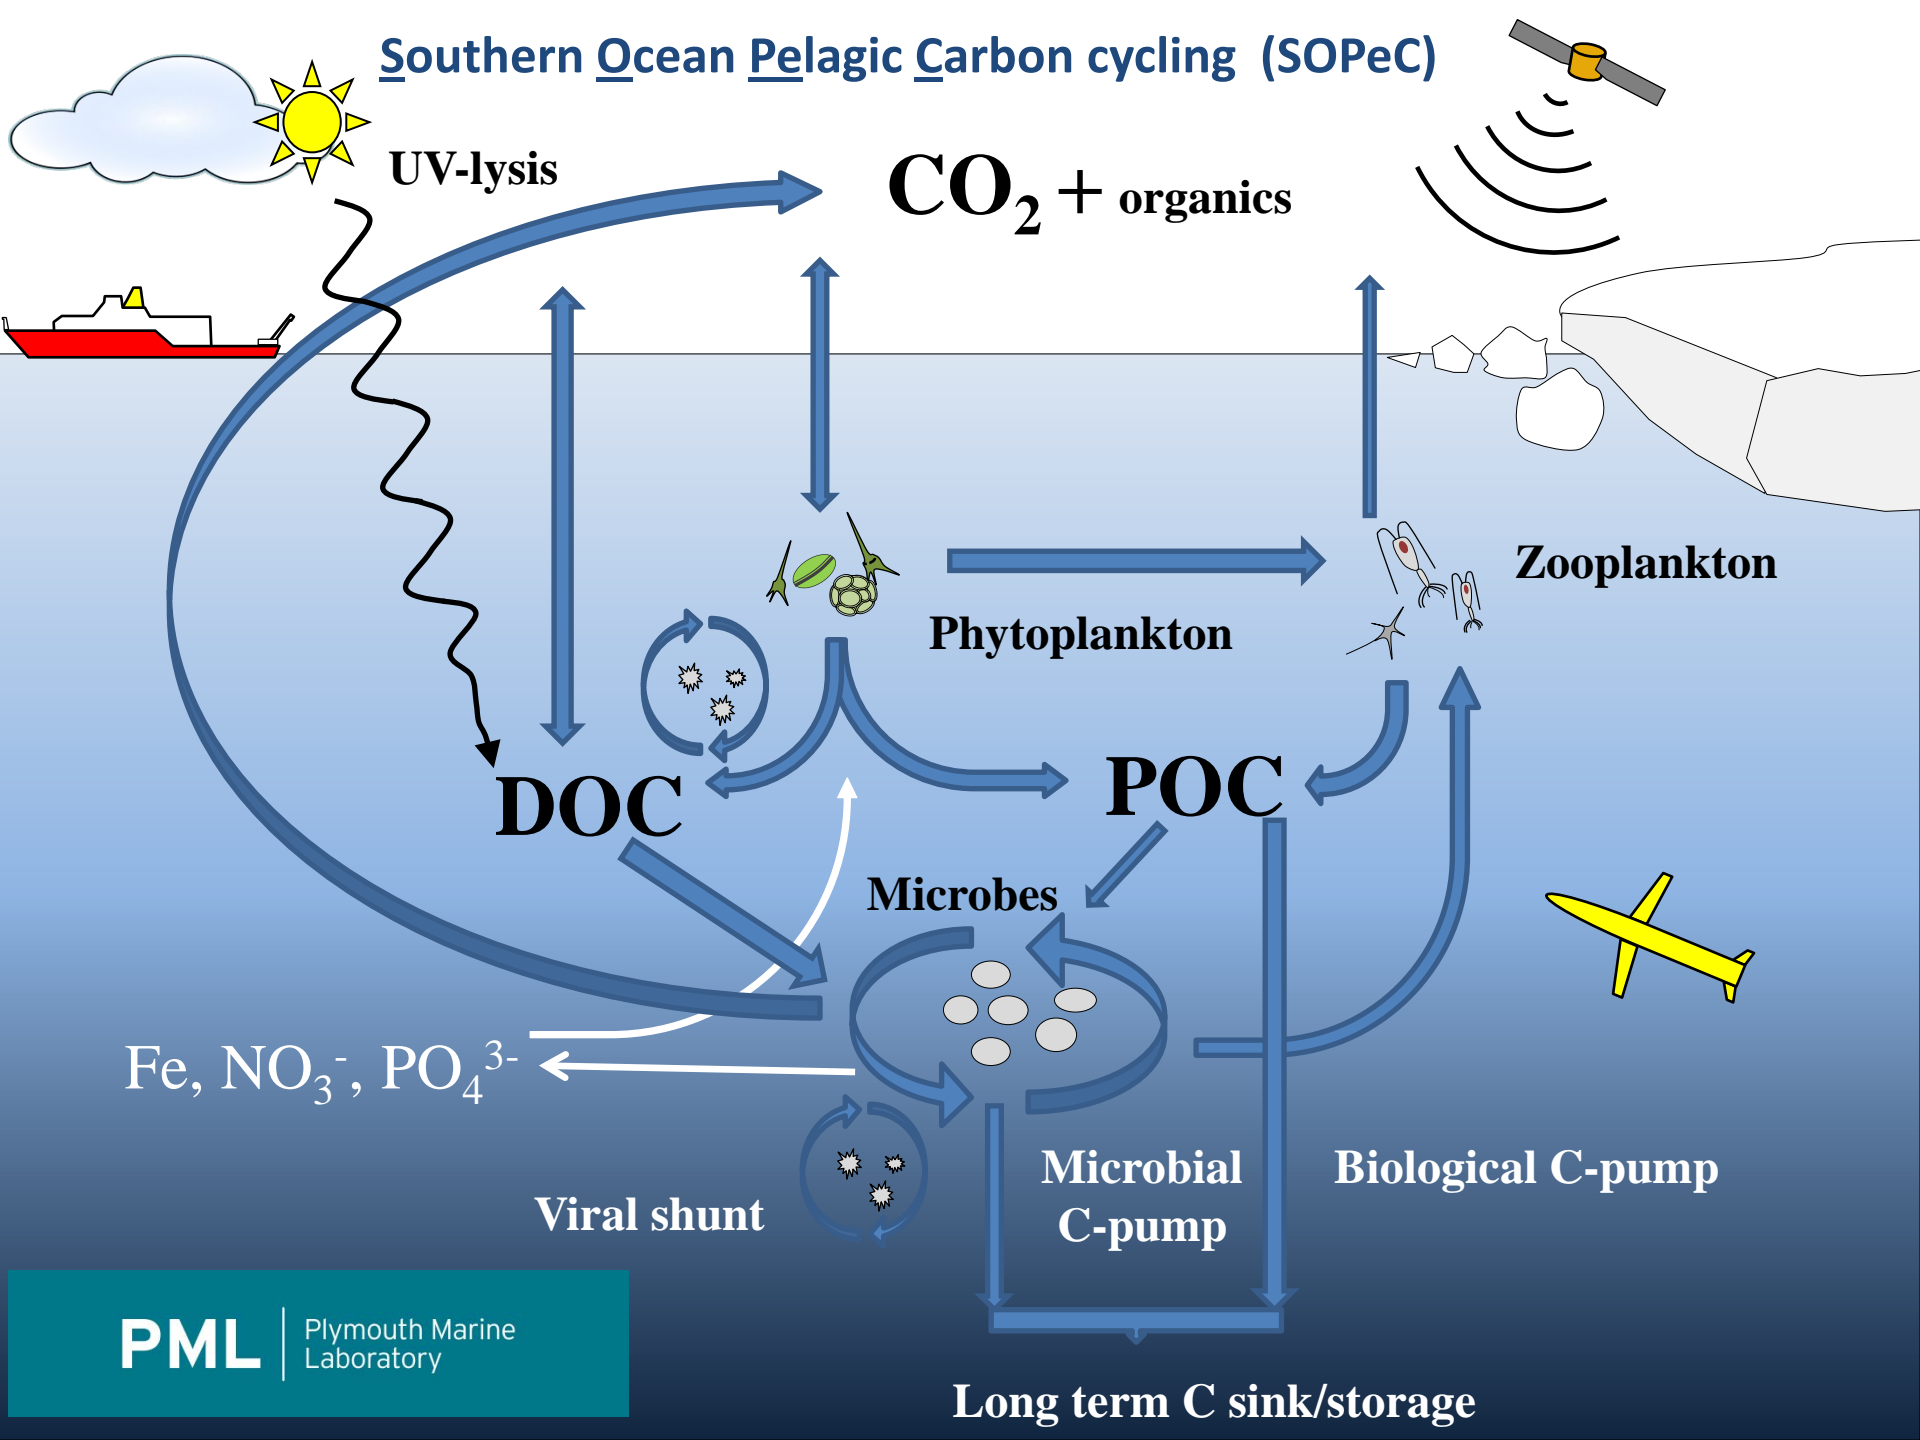 Southern Ocean Pelagic Carbon cycling (SOPeC)
UV-lysis
CO₂ + organics
Zooplankton
Phytoplankton
DOC
POC
Microbes
Fe, NO₃⁻, PO₄³⁻
Microbial
C-pump
Biological C-pump
Viral shunt
PML
Plymouth Marine
Laboratory
Long term C sink/storage